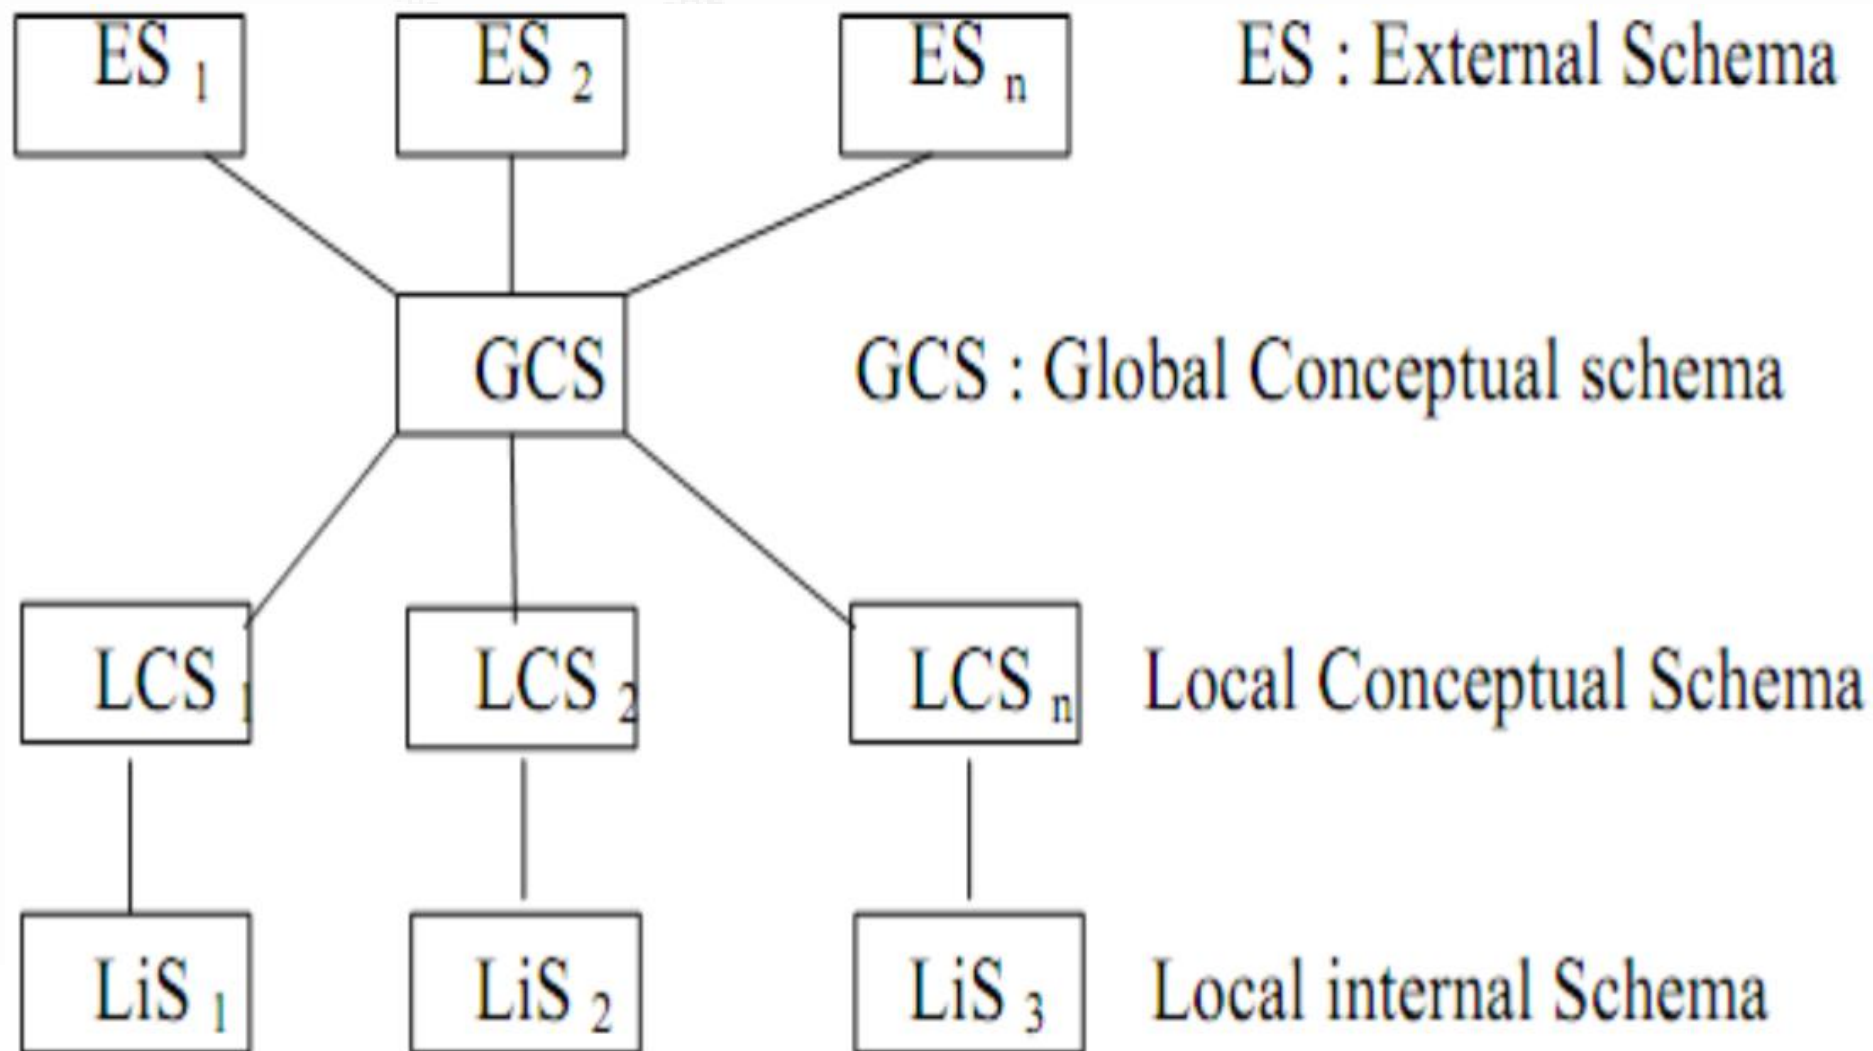 ES 1 ES 2 ES n ES : External Schema
GCS GCS : Global Conceptual schema
LCS 1 LCS 2 LCS n Local Conceptual Schema
LiS 1 LiS 2 LiS 3 Local internal Schema